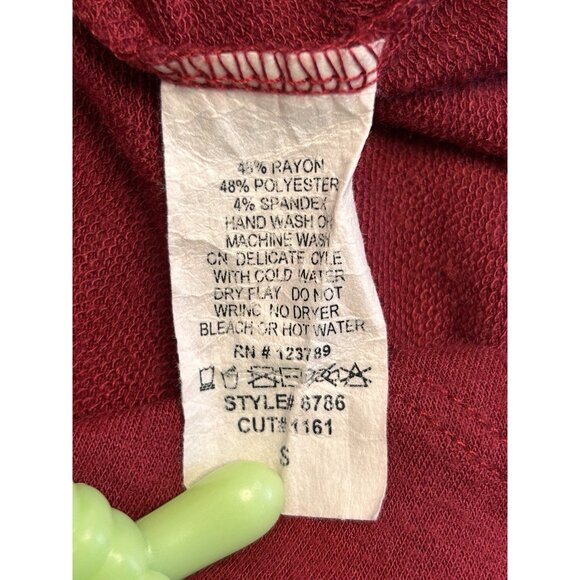 48% RAYON
48% POLYESTER
4% SPANDEX
HAND WASH OR
MACHINE WASH
ON DELICATE CYLE
WITH COLD WATER
DRY FLAY DO NOT
WRING NO DRYER
BLEACH OR HOT WATER
RN # 123789
STYLE# 6786
CUT# 1161
S